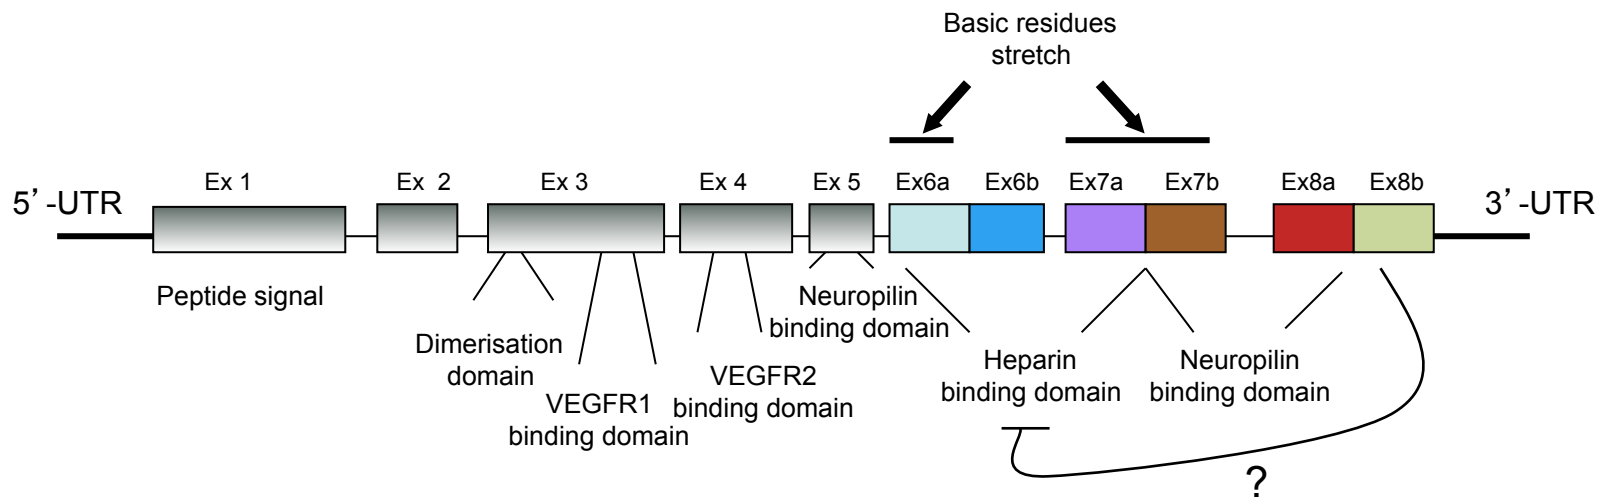 Basic residues
stretch
5’ -UTR
Ex 1
Ex 2
Ex 3
Ex 4
Ex 5
Ex6a
Ex6b
Ex7a
Ex7b
Ex8a
Ex8b
3’ -UTR
Peptide signal
Dimerisation
domain
VEGFR1
binding domain
VEGFR2
binding domain
Neuropilin
binding domain
Heparin
binding domain
Neuropilin
binding domain
?